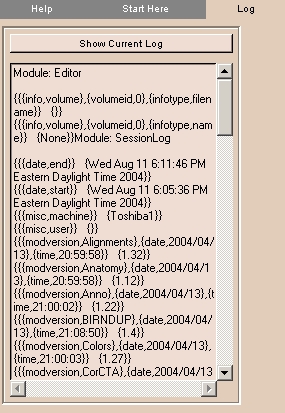 Help Start Here Log
Show Current Log
Module: Editor
{{{info,volume},{volumeid,0},{infotype,filen
ame}} {}}
{{{info,volume},{volumeid,0},{infotype,nam
e}} {None}}Module: SessionLog
{{{date,end}} {Wed Aug 11 6:11:46 PM
Eastern Daylight Time 2004}}
{{{date,start}} {Wed Aug 11 6:05:36 PM
Eastern Daylight Time 2004}}
{{{misc,machine}} {Toshiba1}}
{{{misc,user}} {}}
{{{modversion,Alignments},{date,2004/04/
13},{time,20:59:58}} {1.32}}
{{{modversion,Anatomy},{date,2004/04/1
3},{time,20:59:58}} {1.12}}
{{{modversion,Anno},{date,2004/04/13},{t
ime,21:00:02}} {1.22}}
{{{modversion,BIRNDUP},{date,2004/04/
13},{time,21:08:50}} {1.4}}
{{{modversion,Colors},{date,2004/04/13},
{time,21:00:03}} {1.27}}
{{{modversion,CorCTA},{date,2004/04/13